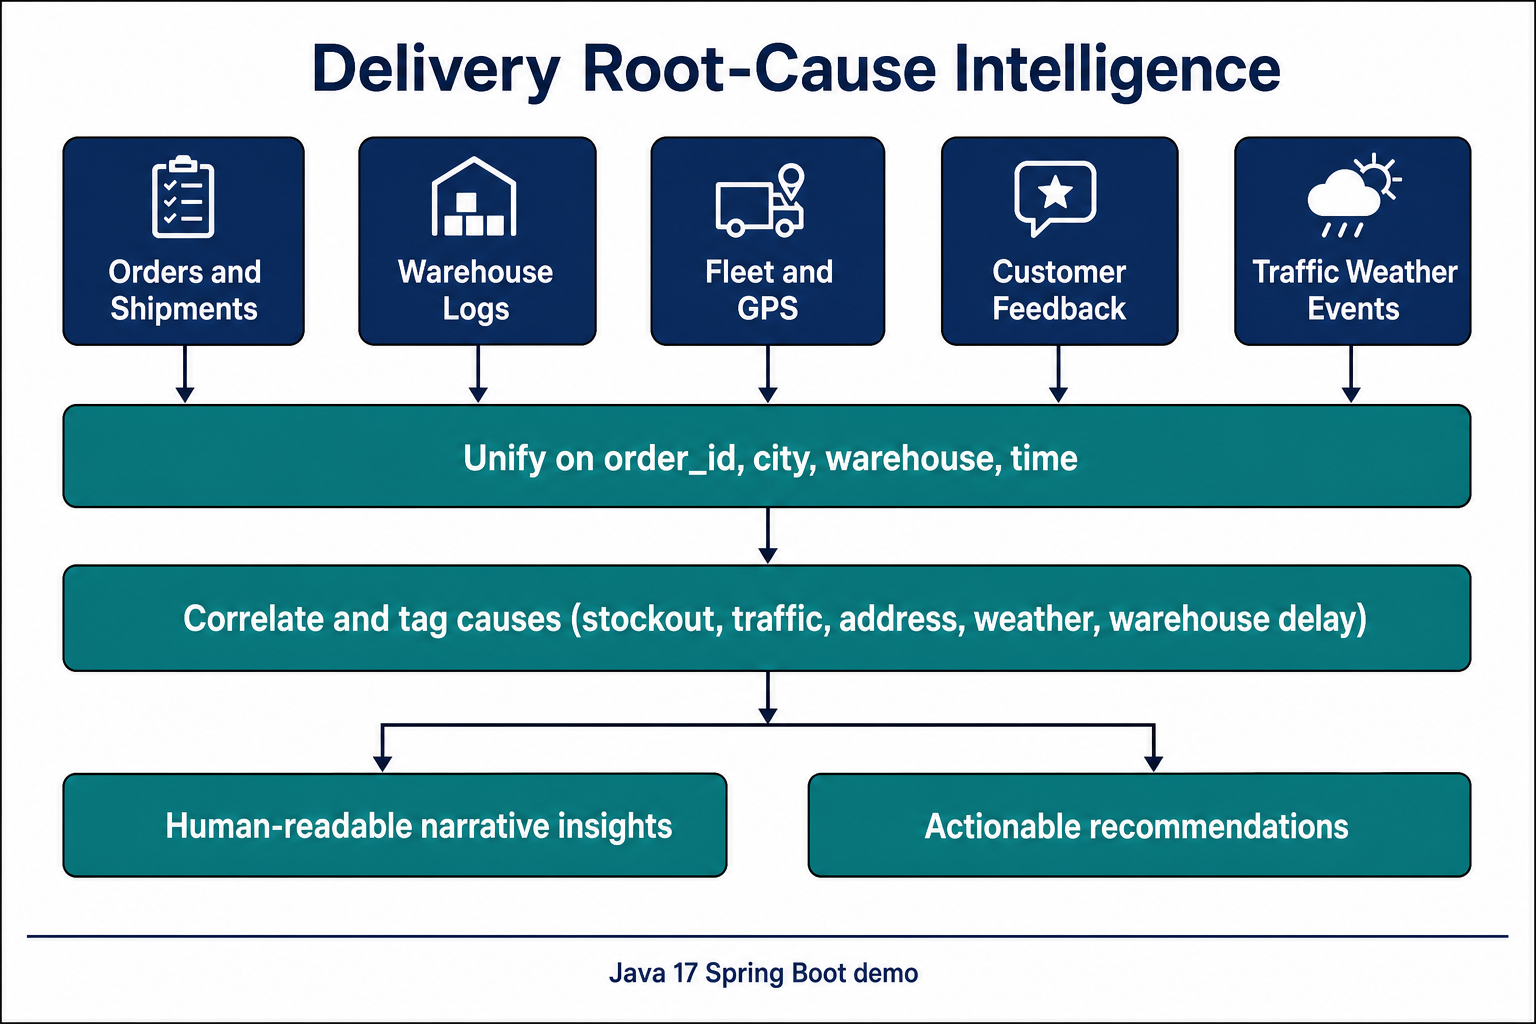 Delivery Root-Cause Intelligence
Orders and
Shipments
Warehouse
Logs
Fleet and
GPS
Customer
Feedback
Traffic Weather
Events
Unify on order_id, city, warehouse, time
Correlate and tag causes (stockout, traffic, address, weather, warehouse delay)
Human-readable narrative insights
Actionable recommendations
Java 17 Spring Boot demo